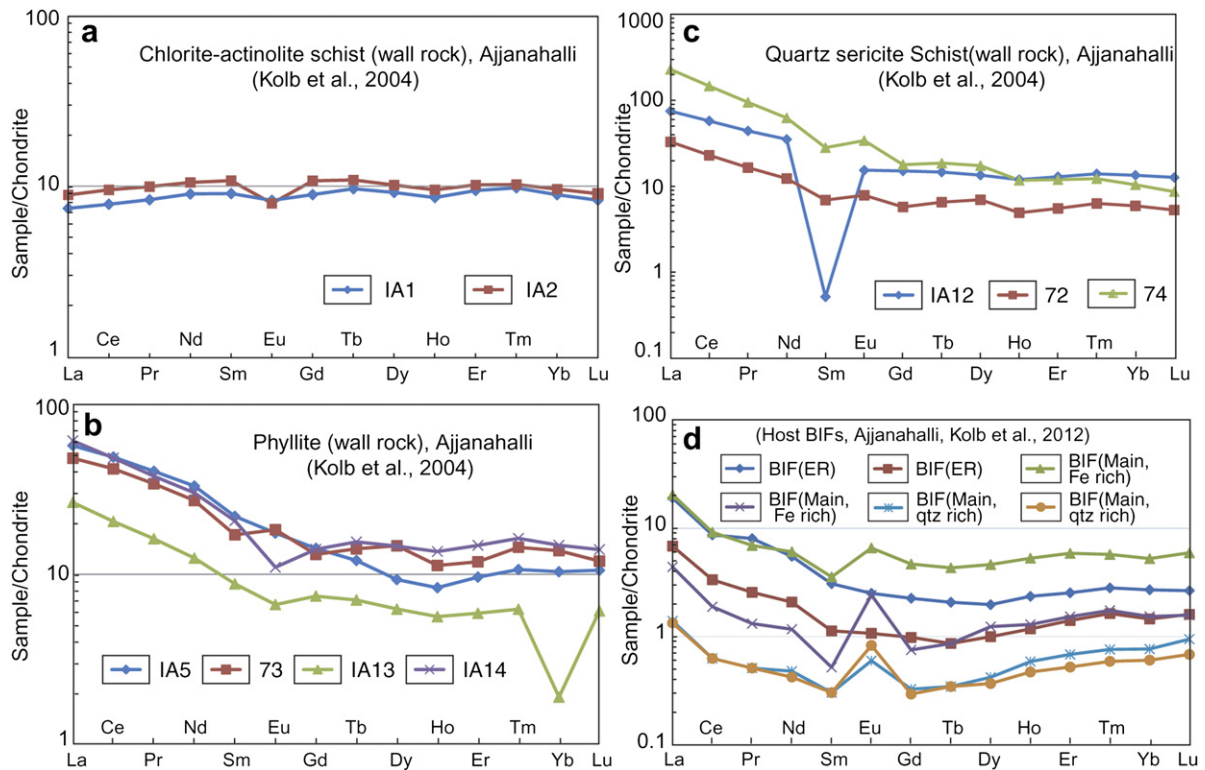 a
Chlorite-actinolite schist (wall rock), Ajjanahalli
(Kolb et al., 2004)
Sample/Chondrite
100
10
1
IA1 IA2
Ce Nd Eu Tb Ho Tm
La Pr Sm Gd Dy Er Yb Lu
c
Quartz sericite Schist(wall rock), Ajjanahalli
(Kolb et al., 2004)
Sample/Chondrite
1000
100
10
1
0.1
IA12 72 74
Ce Nd Eu Tb Ho Tm
La Pr Sm Gd Dy Er Yb Lu
b
Phyllite (wall rock), Ajjanahalli
(Kolb et al., 2004)
Sample/Chondrite
100
10
1
IA5 73 IA13 IA14
Ce Nd Eu Tb Ho Tm
La Pr Sm Gd Dy Er Yb Lu
d
(Host BIFs, Ajjanahalli, Kolb et al., 2012)
Sample/Chondrite
100
10
1
0.1
BIF(ER) BIF(ER) BIF(Main,
Fe rich)
BIF(Main,
Fe rich)
BIF(Main,
qtz rich)
BIF(Main,
qtz rich)
Ce Nd Eu Tb Ho Tm
La Pr Sm Gd Dy Er Yb Lu